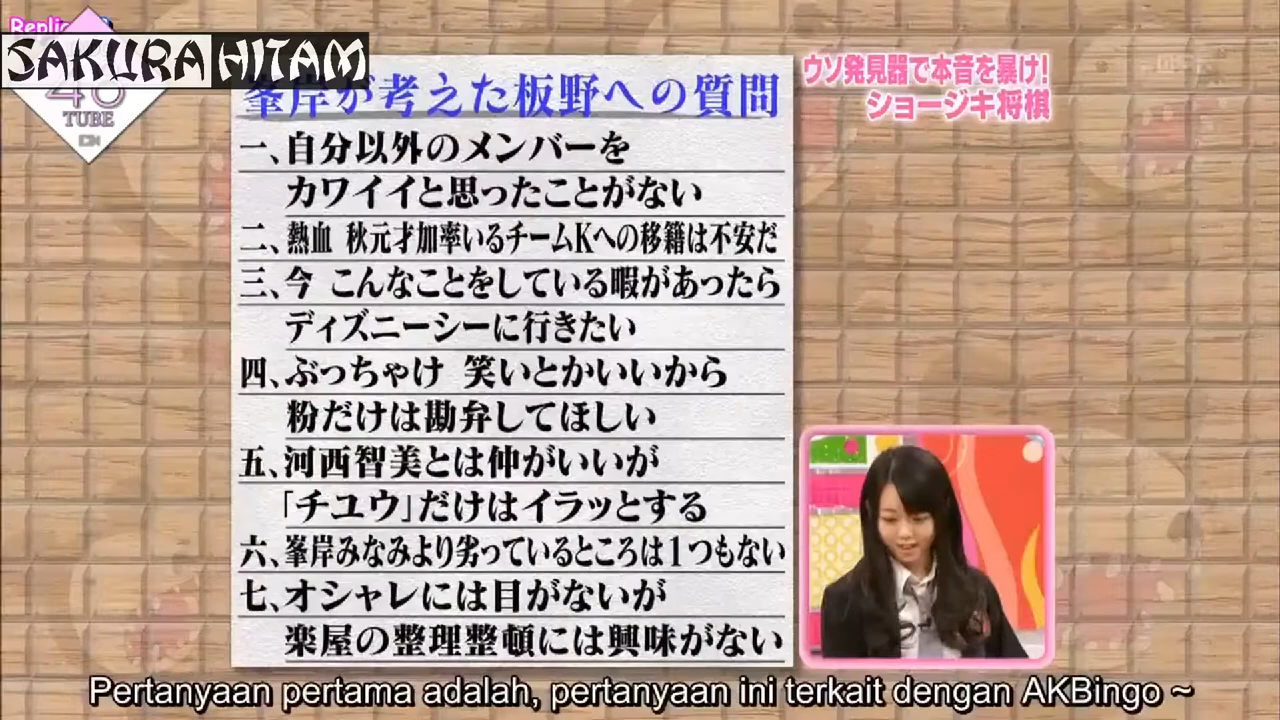 SAKURA HITAM
TUBE
峯岸が考えた板野への質問
一、自分以外のメンバーを
カワイイと思ったことがない
二、熱血 秋元才加率いるチームKへの移籍は不安だ
三、今 こんなことをしている暇があったら
ディズニーシーに行きたい
四、ぶっちゃけ 笑いとかいいから
粉だけは勘弁してほしい
五、河西智美とは仲がいいが
「チユウ」だけはイラッとする
六、峯岸みなみより劣っているところは1つもない
七、オシャレには目がないが
楽屋の整理整頓には興味がない
ウソ発見器で本音を暴け!
ショージキ将棋
Pertanyaan pertama adalah, pertanyaan ini terkait dengan AKBingo ~